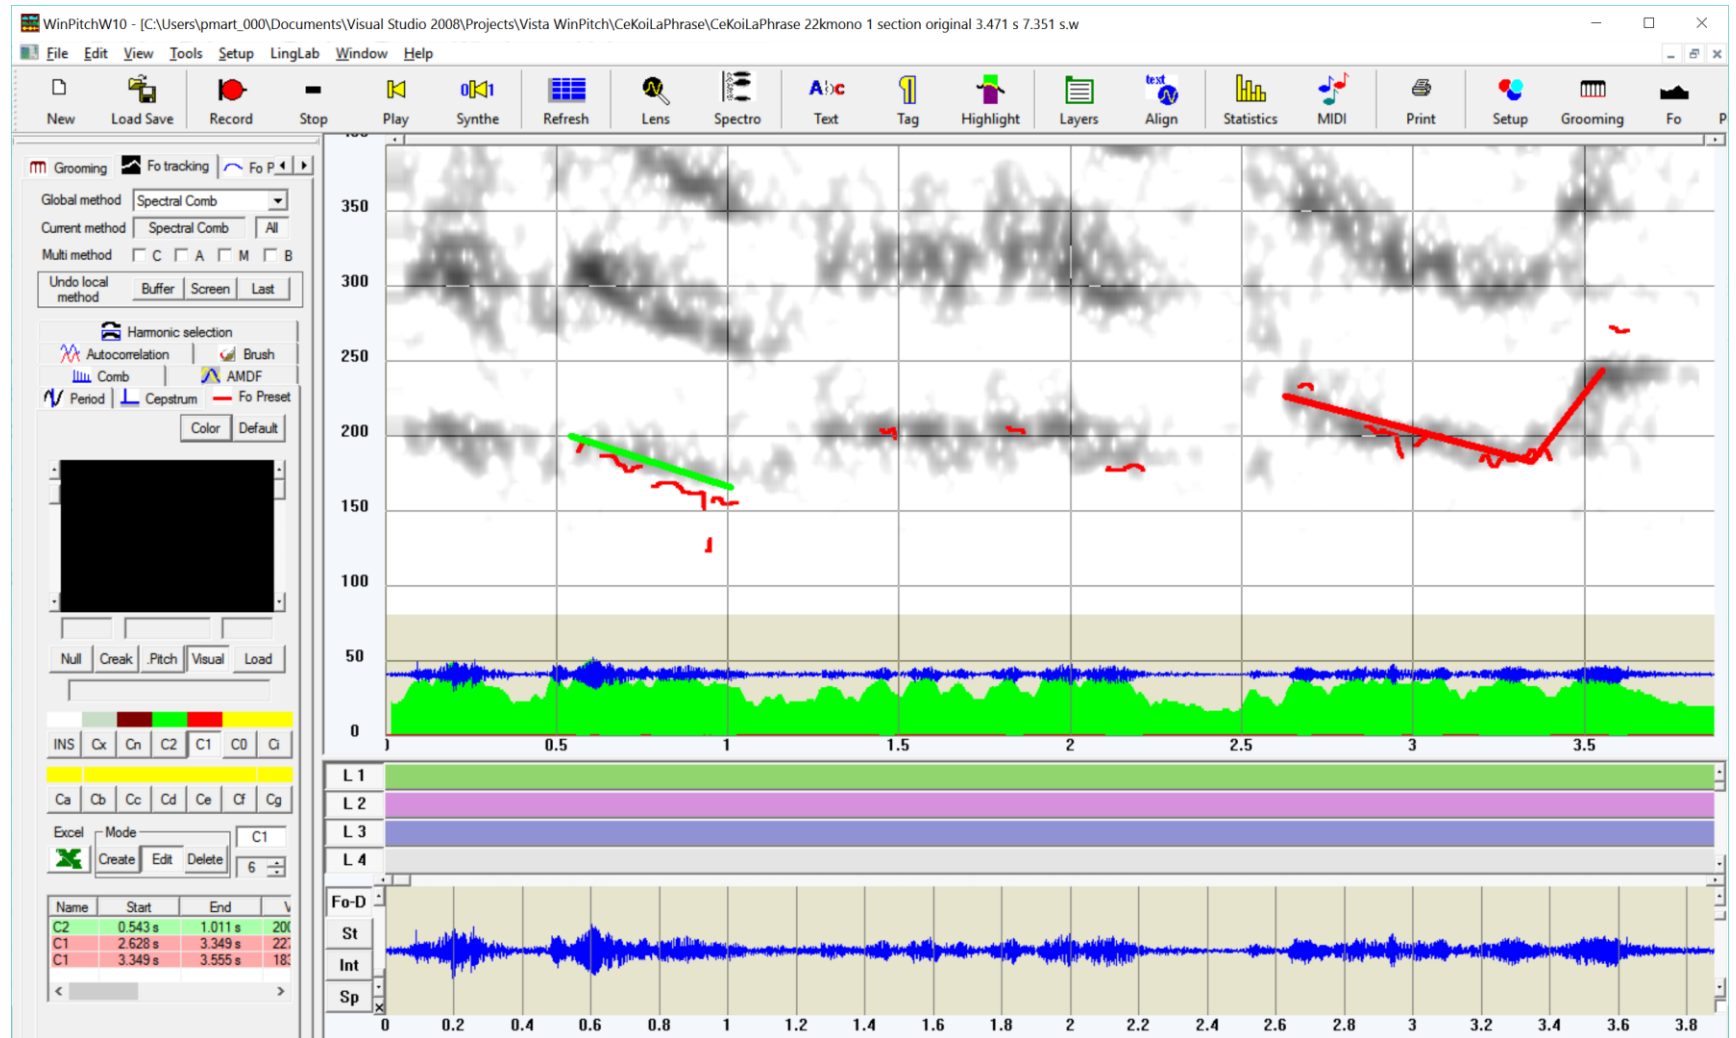 WinPitchW10 - [C:\Users\pmart_000\Documents\Visual Studio 2008\Projects\Vista WinPitch\CeKoiLaPhrase\CeKoiLaPhrase 22kmono 1 section original 3.471 s 7.351 s.w
File Edit View Tools Setup LingLab Window Help
New Load Save Record Stop Play Synthe Refresh Lens Spectro Text Tag Highlight Layers Align Statistics MIDI Print Setup Grooming Fo P
Grooming Fo tracking Fo P
Global method Spectral Comb
Current method Spectral Comb All
Multi method C A M B
Undo local method Buffer Screen Last
Harmonic selection
Autocorrelation Brush
Comb AMDF
Period Cepstrum Fo Preset
Color Default
Null Creak .Pitch Visual Load
INS Cx Cn C2 C1 C0 Ci
Ca Cb Cc Cd Ce Cf Cg
Excel Mode C1
Create Edit Delete 6
Name Start End V
C2 0.543 s 1.011 s 200
C1 2.628 s 3.349 s 227
C1 3.349 s 3.555 s 183
350
300
250
200
150
100
50
0
0.5 1 1.5 2 2.5 3 3.5
L 1
L 2
L 3
L 4
Fo-D
St
Int
Sp
0 0.2 0.4 0.6 0.8 1 1.2 1.4 1.6 1.8 2 2.2 2.4 2.6 2.8 3 3.2 3.4 3.6 3.8